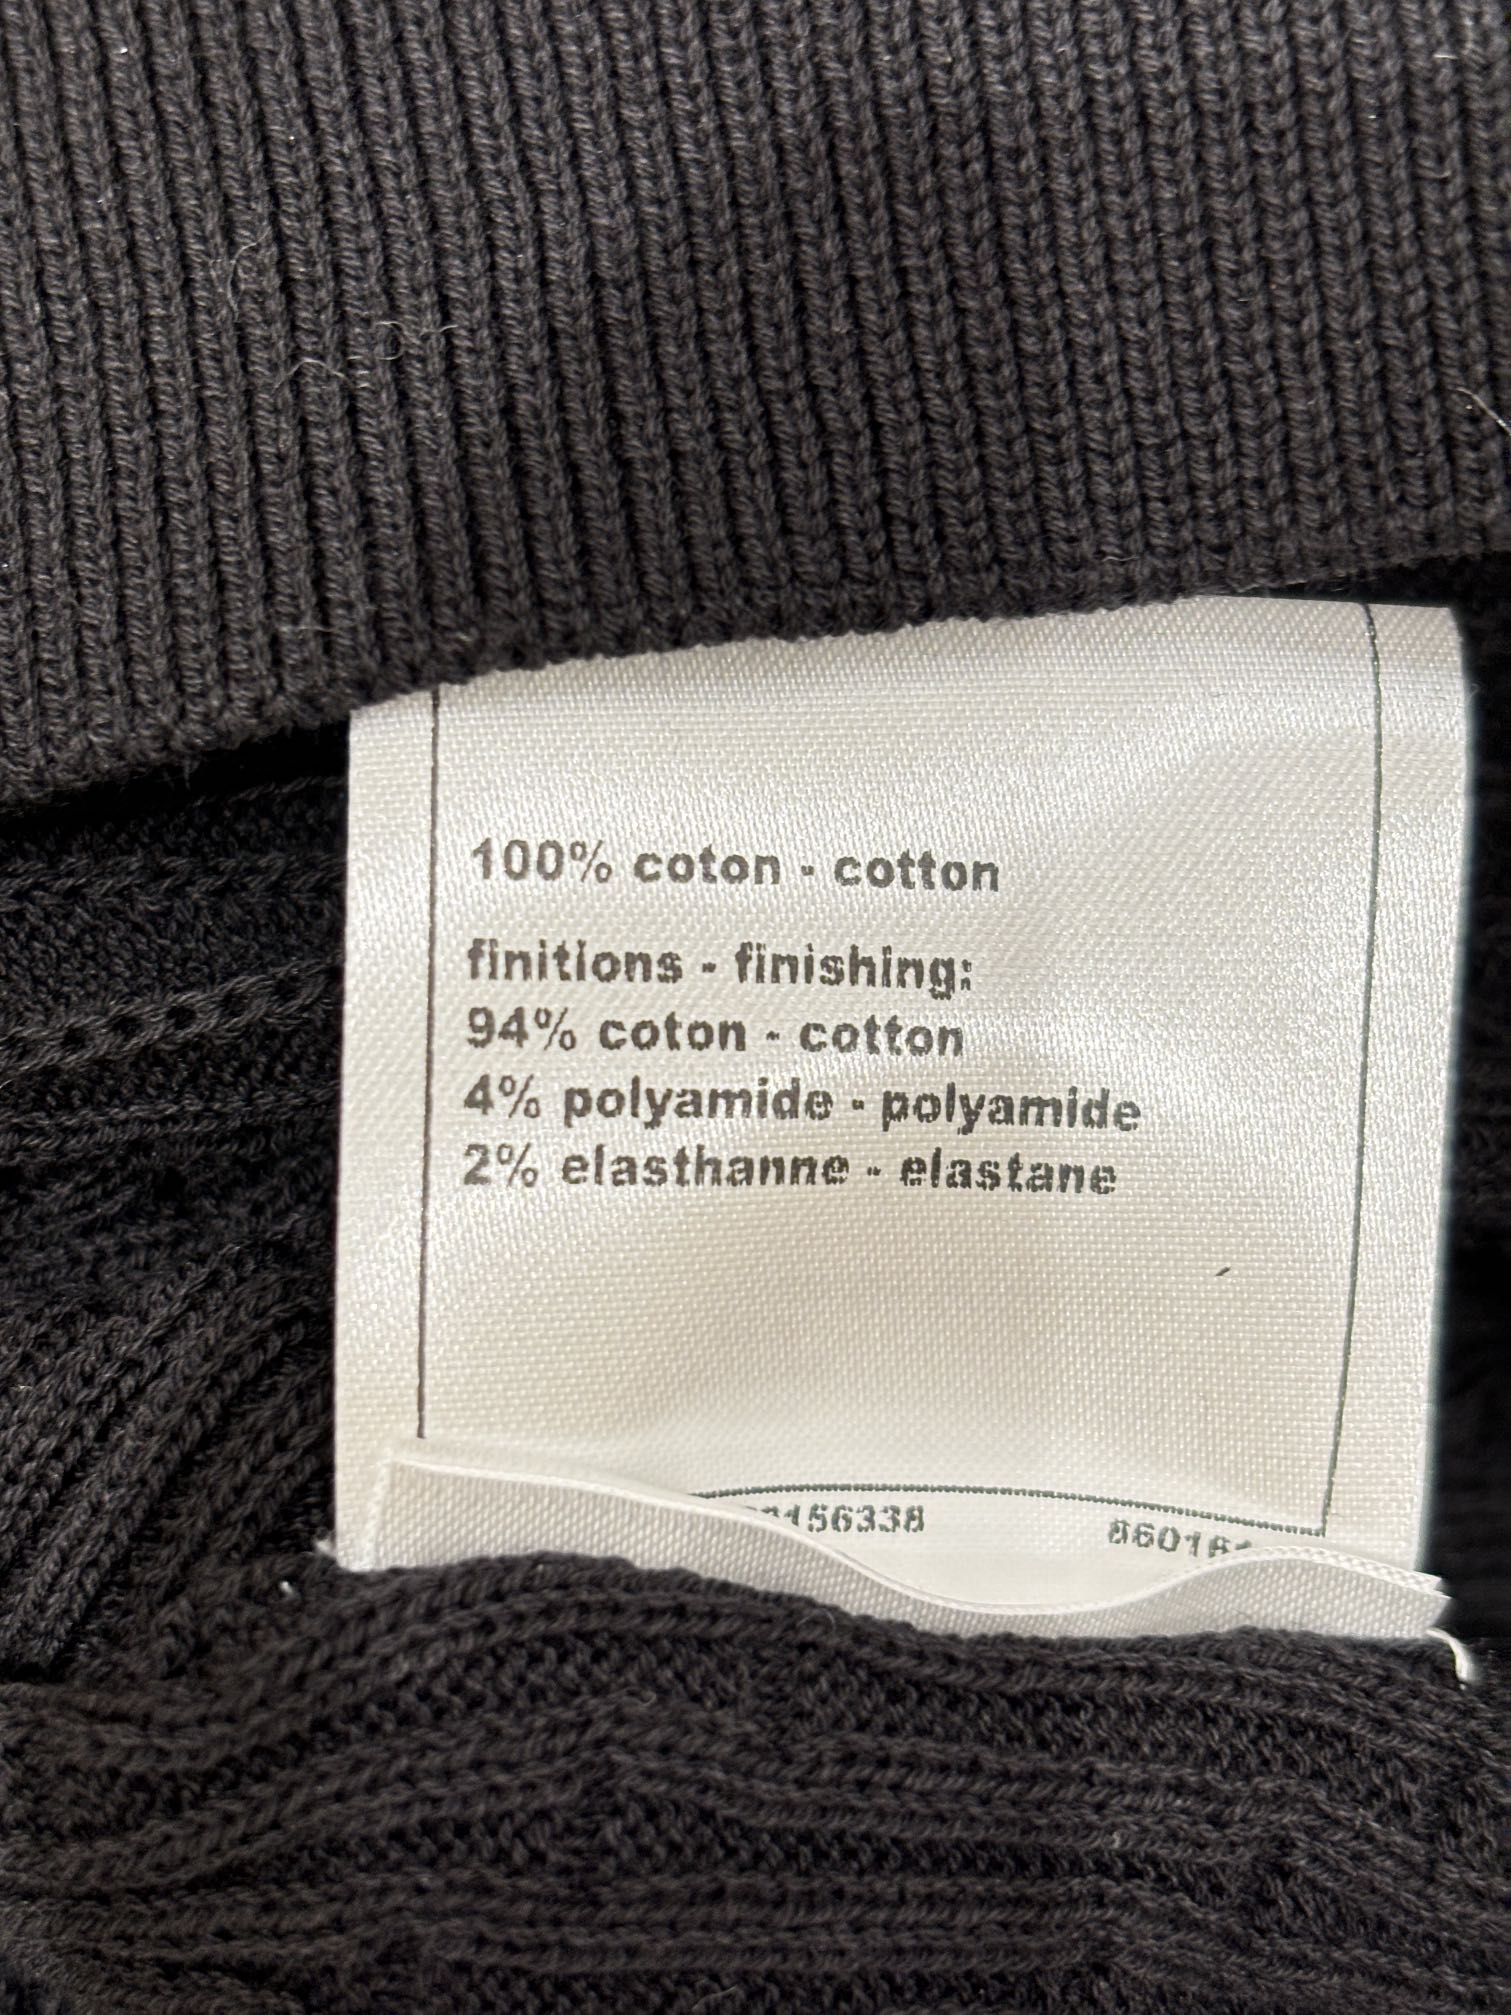 100% coton - cotton
finitions - finishing:
94% coton - cotton
4% polyamide - polyamide
2% elasthanne - elastane